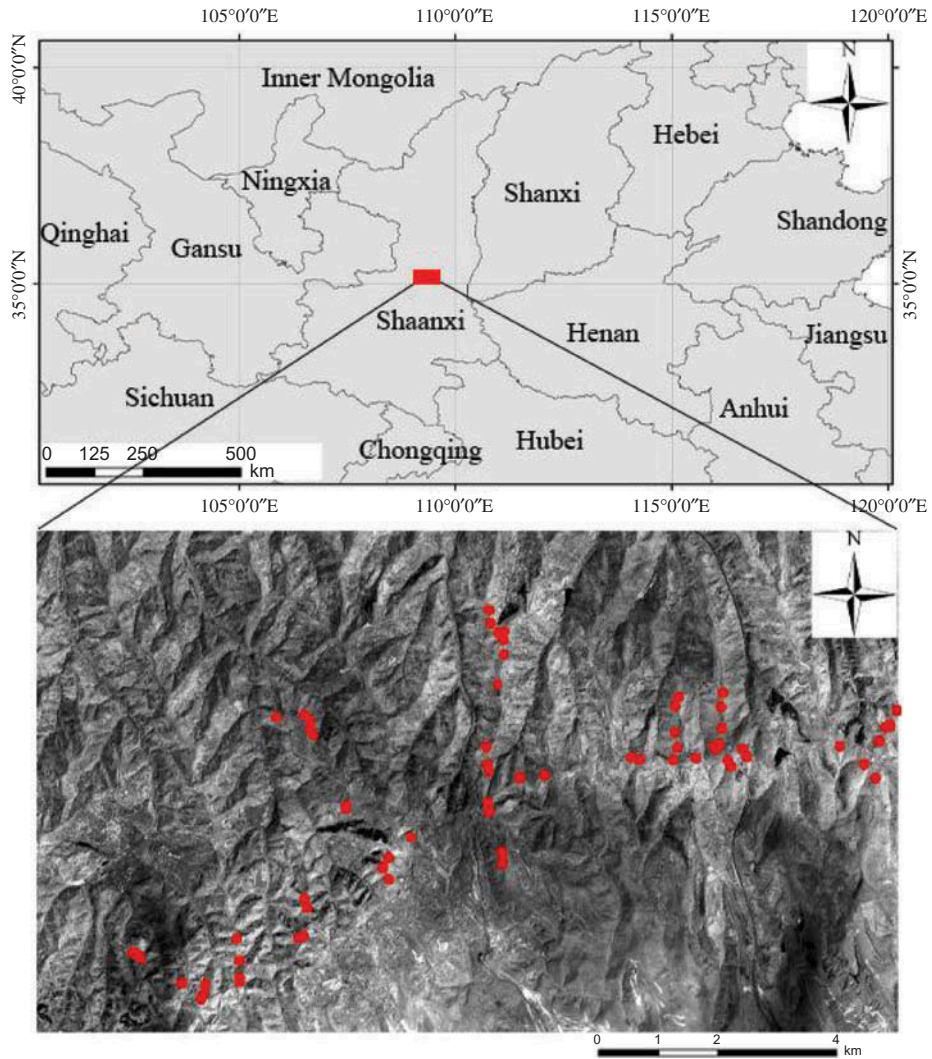 105°0′0″E 110°0′0″E 115°0′0″E 120°0′0″E
40°0′0″N
N
Inner Mongolia
Hebei
Ningxia
Shanxi
Shandong
Qinghai
Gansu
35°0′0″N
35°0′0″N
Shaanxi
Henan
Jiangsu
Sichuan
Anhui
Chongqing
Hubei
0 125 250 500
km
105°0′0″E 110°0′0″E 115°0′0″E 120°0′0″E
N
0 1 2 4
km